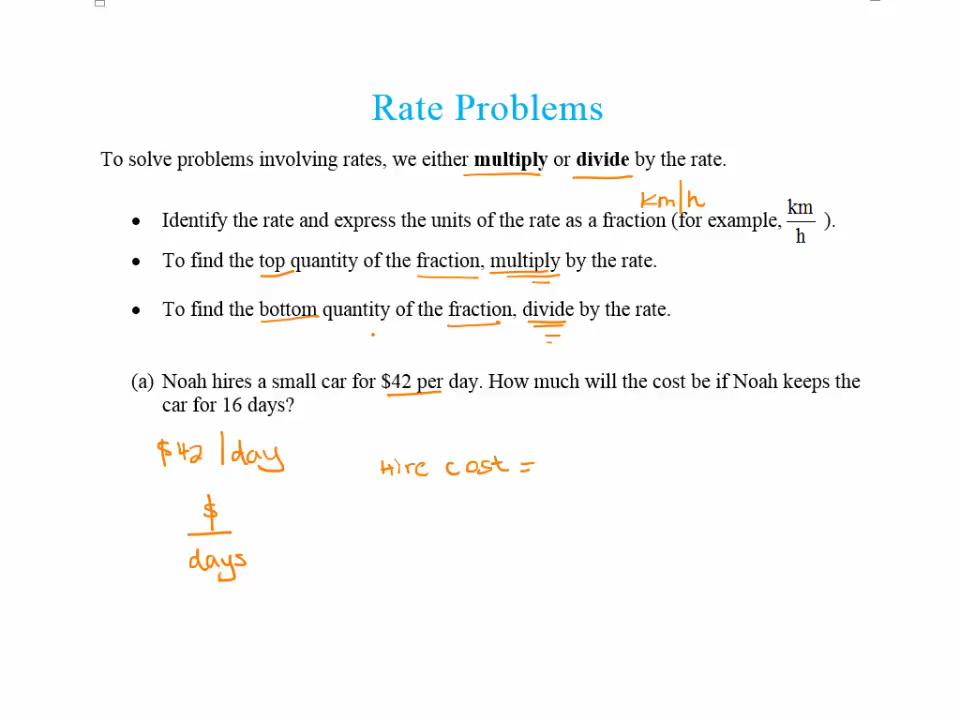 Rate Problems
To solve problems involving rates, we either multiply or divide by the rate.
km/h
• Identify the rate and express the units of the rate as a fraction (for example, km/h ).
• To find the top quantity of the fraction, multiply by the rate.
• To find the bottom quantity of the fraction, divide by the rate.
(a) Noah hires a small car for $42 per day. How much will the cost be if Noah keeps the
car for 16 days?
$42 / day
Hire cost =
$
days